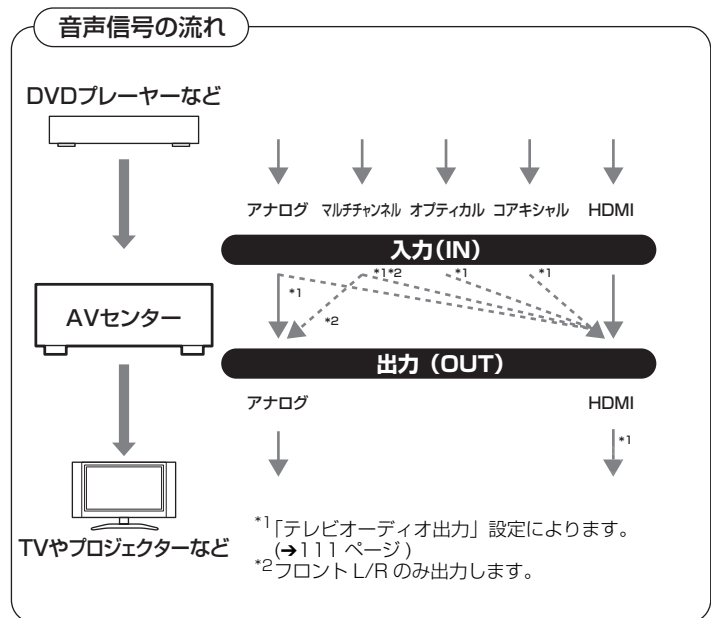 音声信号の流れ
DVDプレーヤーなど
アナログ マルチチャンネル オプティカル コアキシャル HDMI
入力(IN)
*1 *1*2 *1 *1
*2
AVセンター
出力（OUT）
アナログ HDMI
*1
TVやプロジェクターなど
*1「テレビオーディオ出力」設定によります。
(➔111 ページ )
*2フロント L/R のみ出力します。